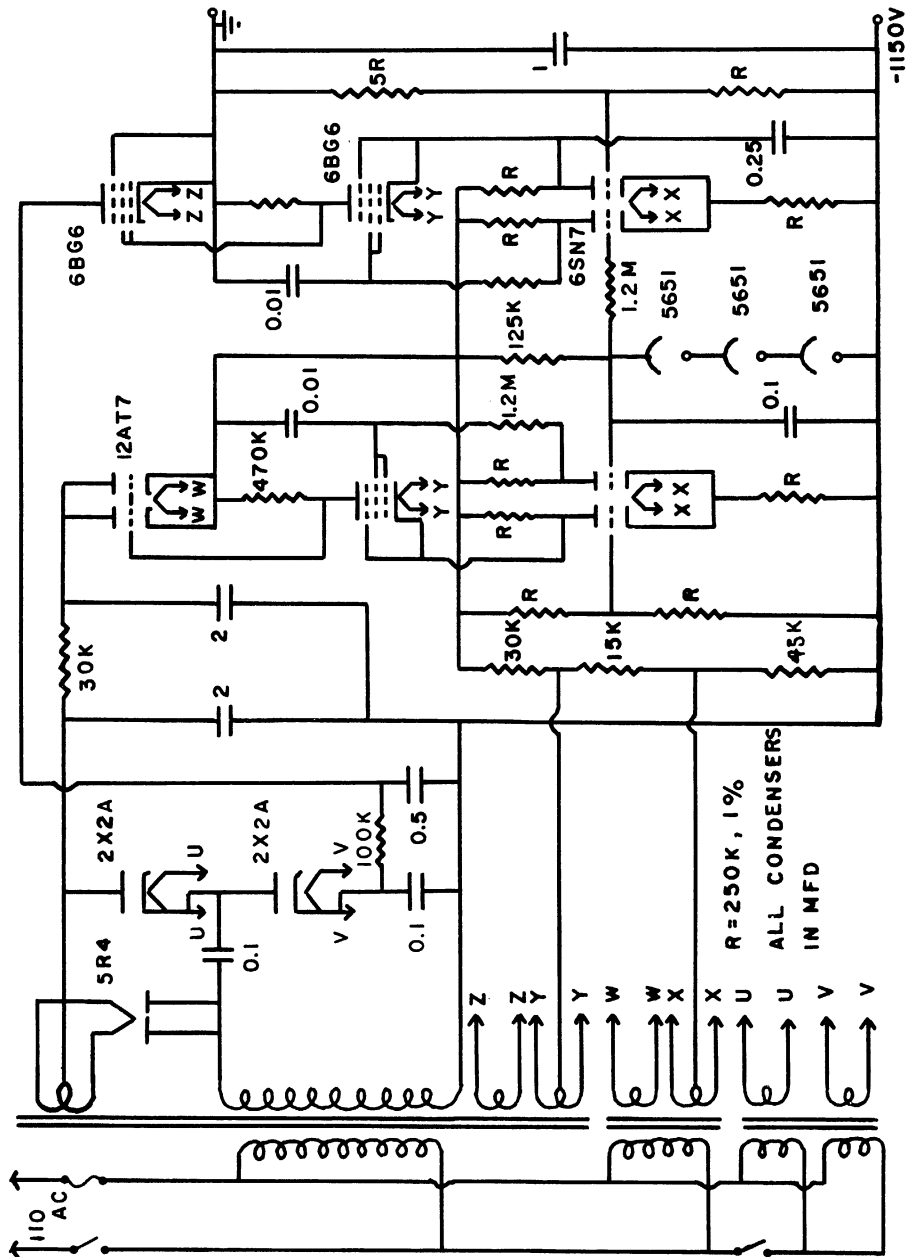 110
AC
5R4
2X2A
U
U
0.1
2X2A
V
V
0.1
100K
0.5
30K
2
2
12AT7
W
W
470K
0.01
Y
Y
6BG6
Z
Z
0.01
6BG6
Y
Y
5R
1
R
-1150V
125K
1.2M
R
R
R
R
6SN7
X
X
1.2M
0.25
R
5651
5651
5651
0.1
X
X
R
30K
R
15K
R
45K
Z
Z
Y
Y
W
W
X
X
U
U
V
V
R=250K, 1%
ALL CONDENSERS
IN MFD